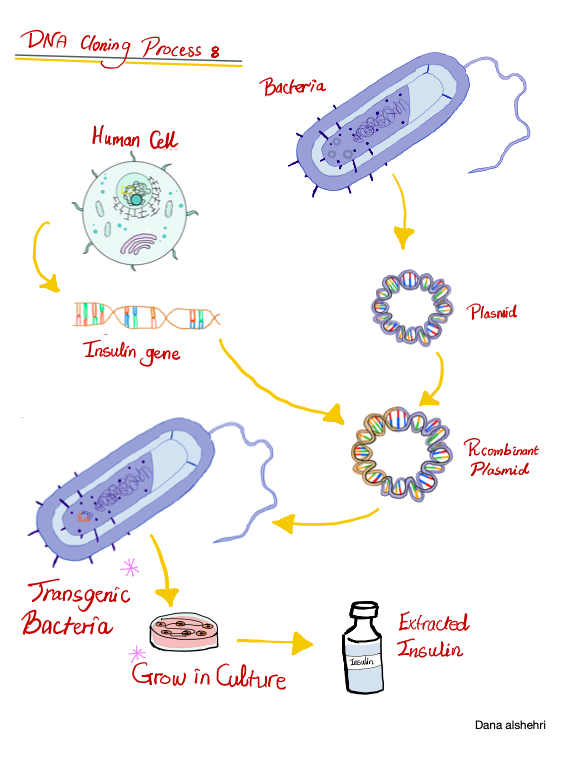 DNA Cloning Process :
Bacteria
Human Cell
Plasmid
Insulin gene
Rcombinant
Plasmid
Transgenic
Bacteria
Extracted
Insulin
Insulin
Grow in Culture
Dana alshehri